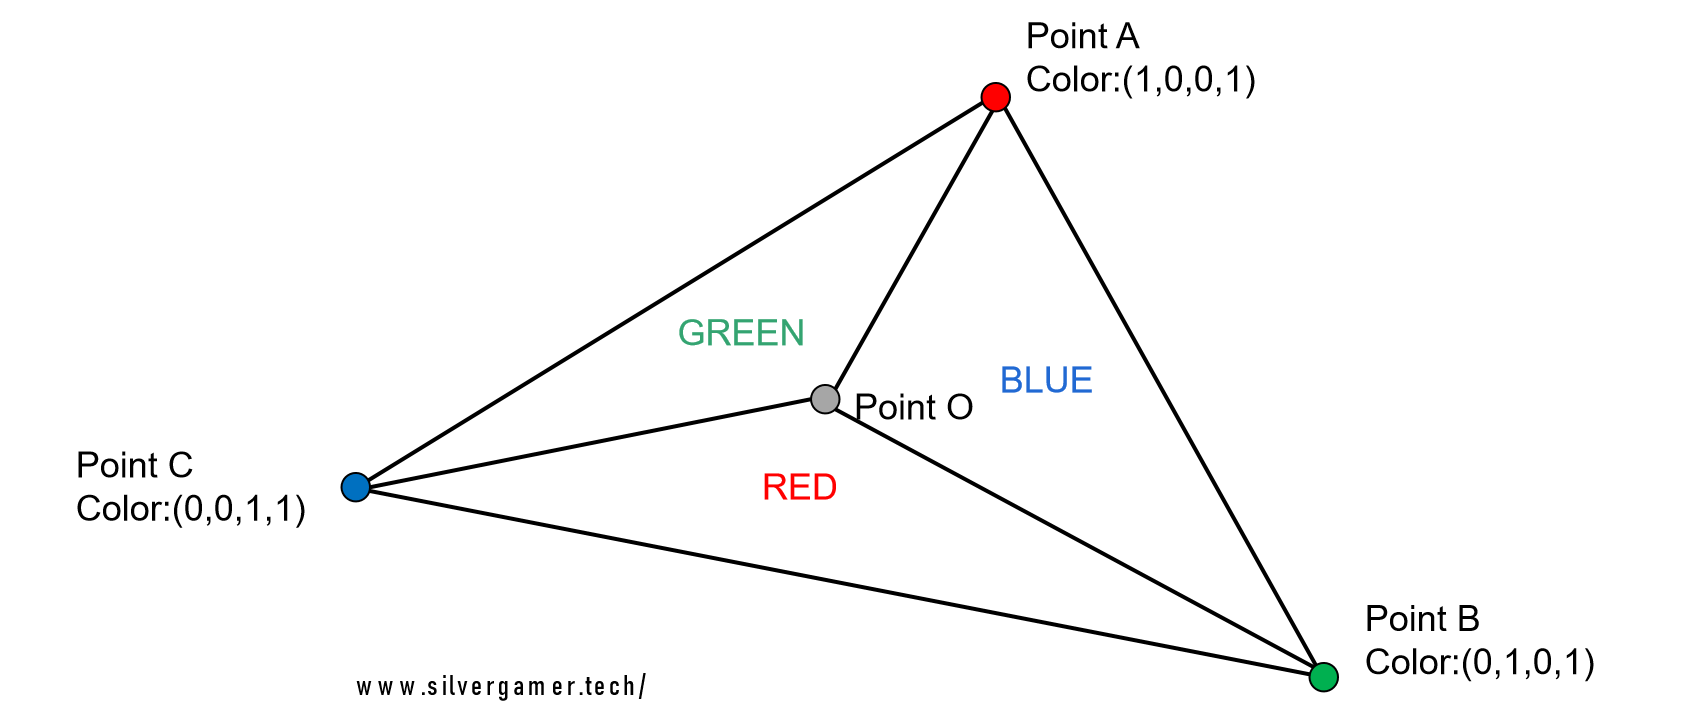 Point A
Color:(1,0,0,1)
GREEN
BLUE
Point O
Point C
Color:(0,0,1,1)
RED
Point B
Color:(0,1,0,1)
www.silvergamer.tech/